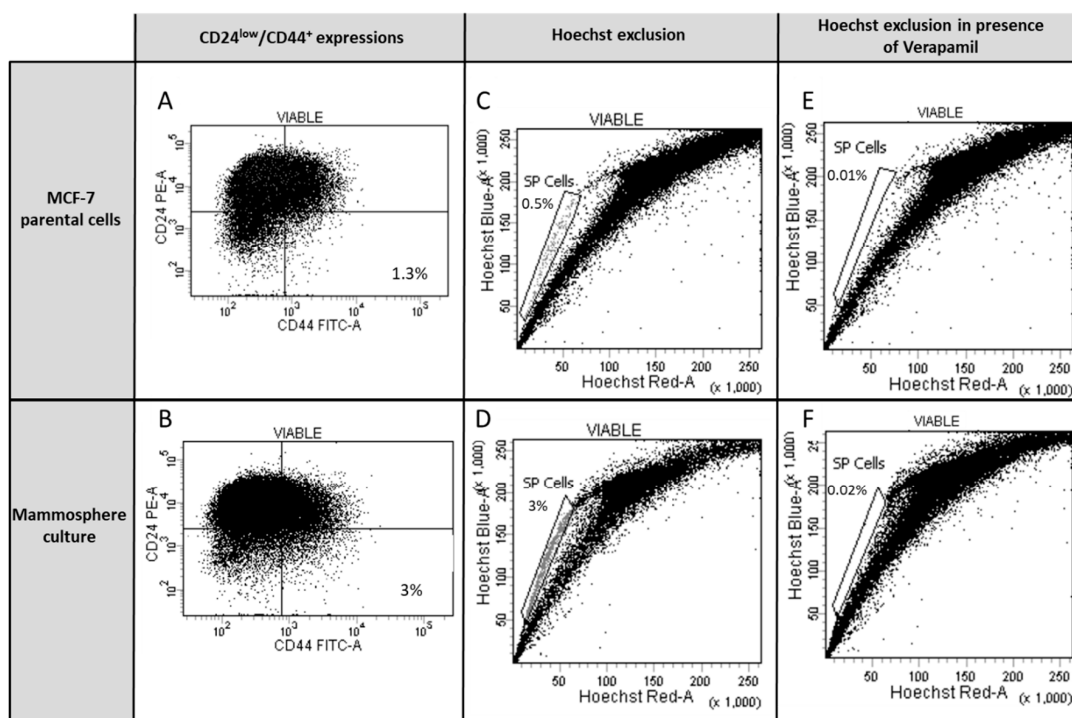 CD24low/CD44+ expressions
Hoechst exclusion
Hoechst exclusion in presence
of Verapamil
MCF-7
parental cells
A
VIABLE
CD24 PE-A
10^5
10^4
10^3
10^2
1.3%
10^2 10^3 10^4 10^5
CD44 FITC-A
C
VIABLE
Hoechst Blue-A (x 1,000)
250
200
150
100
50
SP Cells
0.5%
50 100 150 200 250
Hoechst Red-A (x 1,000)
E
VIABLE
Hoechst Blue-A (x 1,000)
250
200
150
100
50
SP Cells
0.01%
50 100 150 200 250
Hoechst Red-A (x 1,000)
Mammosphere
culture
B
VIABLE
CD24 PE-A
10^5
10^4
10^3
10^2
3%
10^2 10^3 10^4 10^5
CD44 FITC-A
D
VIABLE
Hoechst Blue-A (x 1,000)
250
200
150
100
50
SP Cells
3%
50 100 150 200 250
Hoechst Red-A (x 1,000)
F
VIABLE
Hoechst Blue-A (x 1,000)
250
200
150
100
50
SP Cells
0.02%
50 100 150 200 250
Hoechst Red-A (x 1,000)